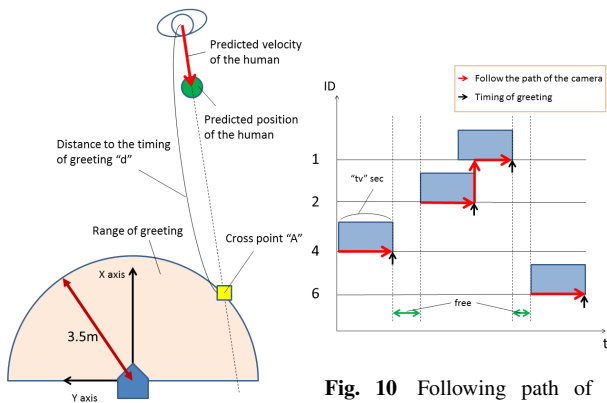 Predicted velocity
of the human
Predicted position
of the human
Distance to the timing
of greeting “d”
Range of greeting
Cross point “A”
X axis
3.5m
Y axis
Follow the path of the camera
Timing of greeting
ID
1
2
“tv” sec
4
6
free
t
Fig. 10 Following path of